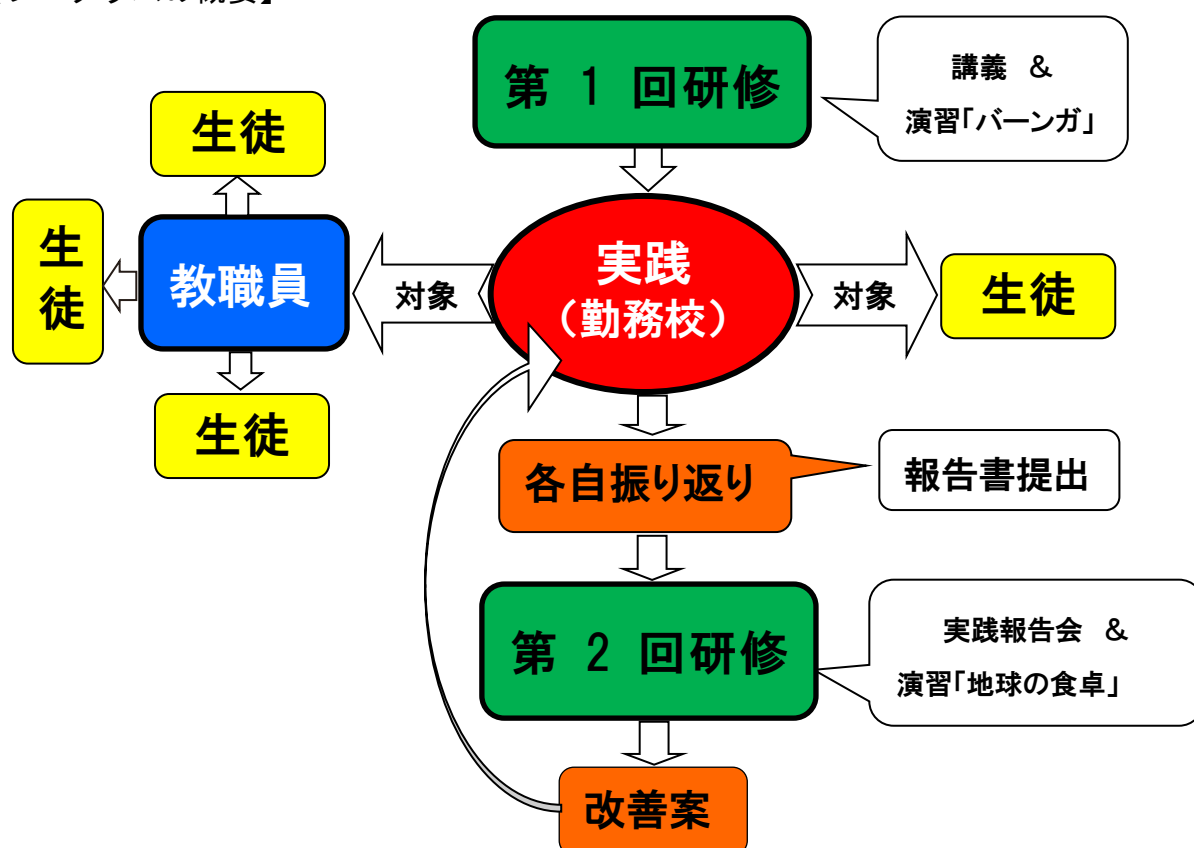 概要】
第 1 回研修
講義 &
演習「バーンガ」
生徒
生徒
教職員
対象
実践
(勤務校)
対象
生徒
生徒
各自振り返り
報告書提出
第 2 回研修
実践報告会 &
演習「地球の食卓」
改善案